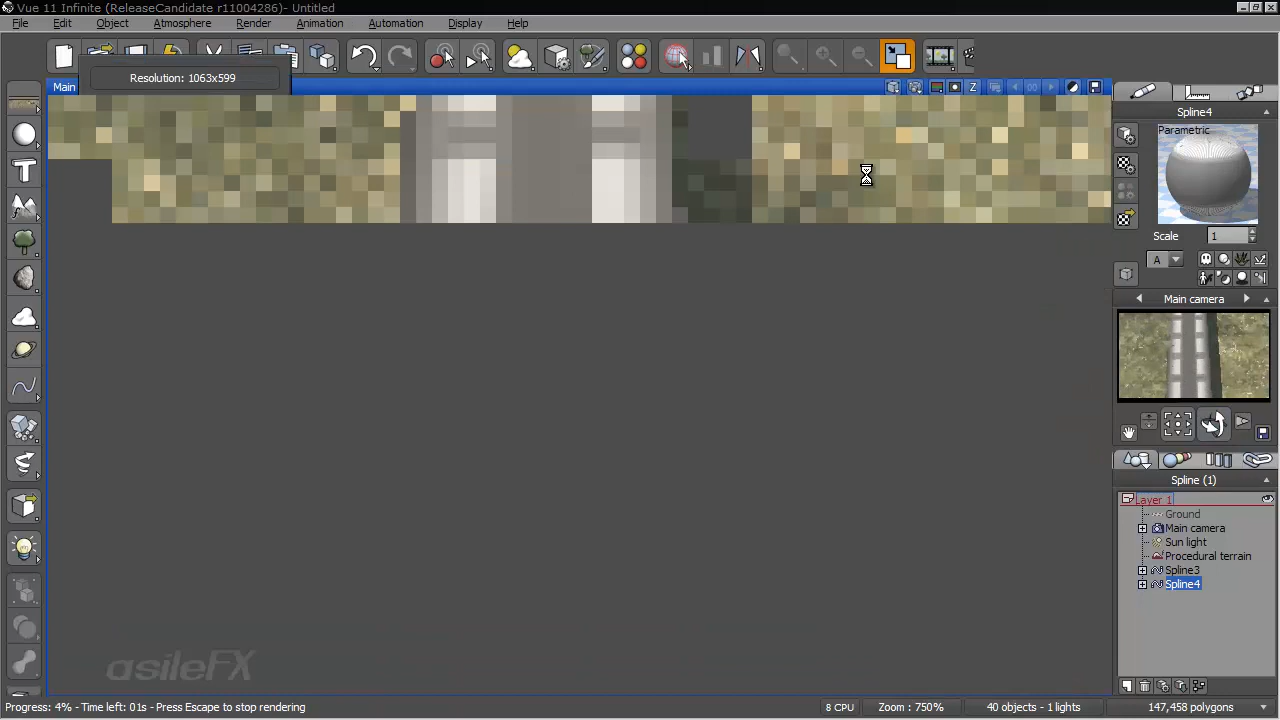 Vue 11 Infinite (ReleaseCandidate r11004286)- Untitled
File Edit Object Atmosphere Render Animation Automation Display Help
Resolution: 1063x599
Main
Z
Spline4
Parametric
Scale 1
A
Main camera
Spline (1)
Layer 1
Ground
Main camera
Sun light
Procedural terrain
Spline3
Spline4
asileFX
Progress: 4% - Time left: 01s - Press Escape to stop rendering
8 CPU
Zoom : 750%
40 objects - 1 lights
147,458 polygons